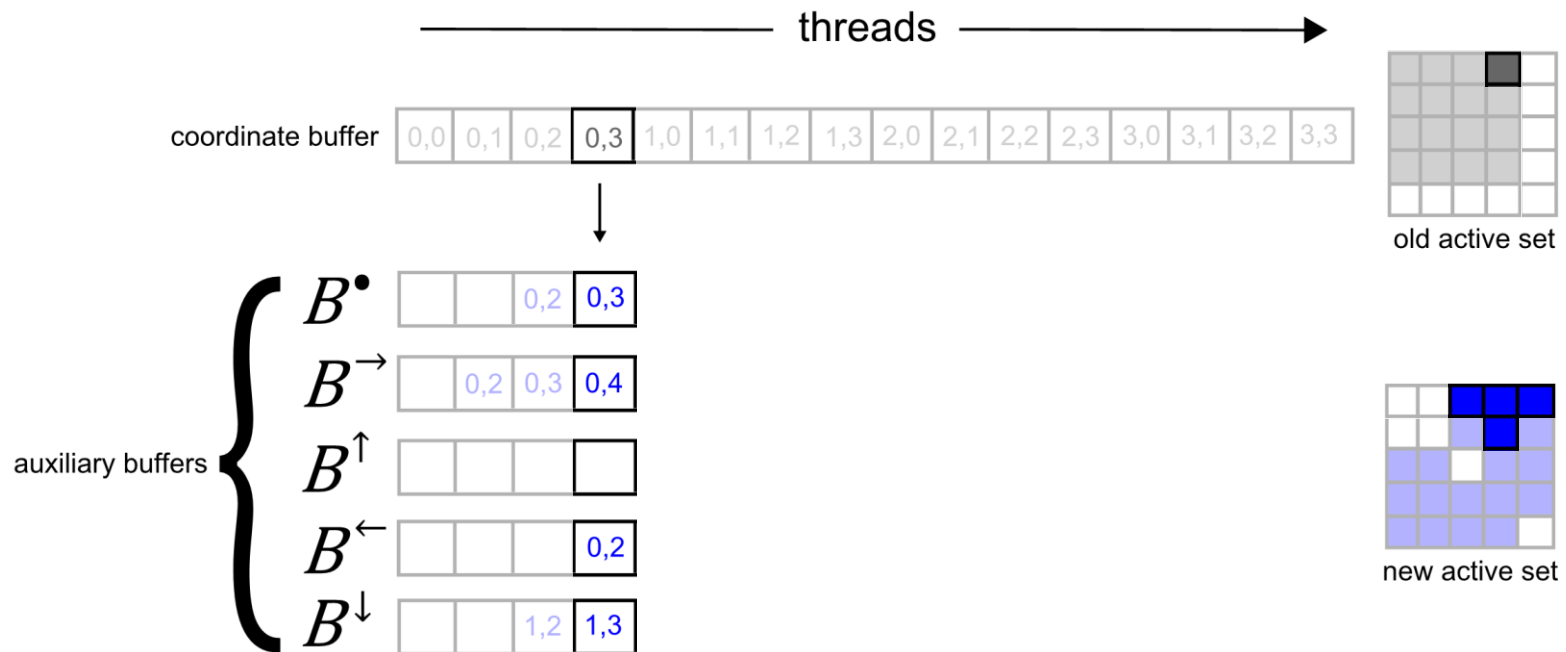 threads
coordinate buffer 0,0 0,1 0,2 0,3 1,0 1,1 1,2 1,3 2,0 2,1 2,2 2,3 3,0 3,1 3,2 3,3
old active set
B• 0,2 0,3
B→ 0,2 0,3 0,4
B↑
auxiliary buffers
B← 0,2
new active set
B↓ 1,2 1,3